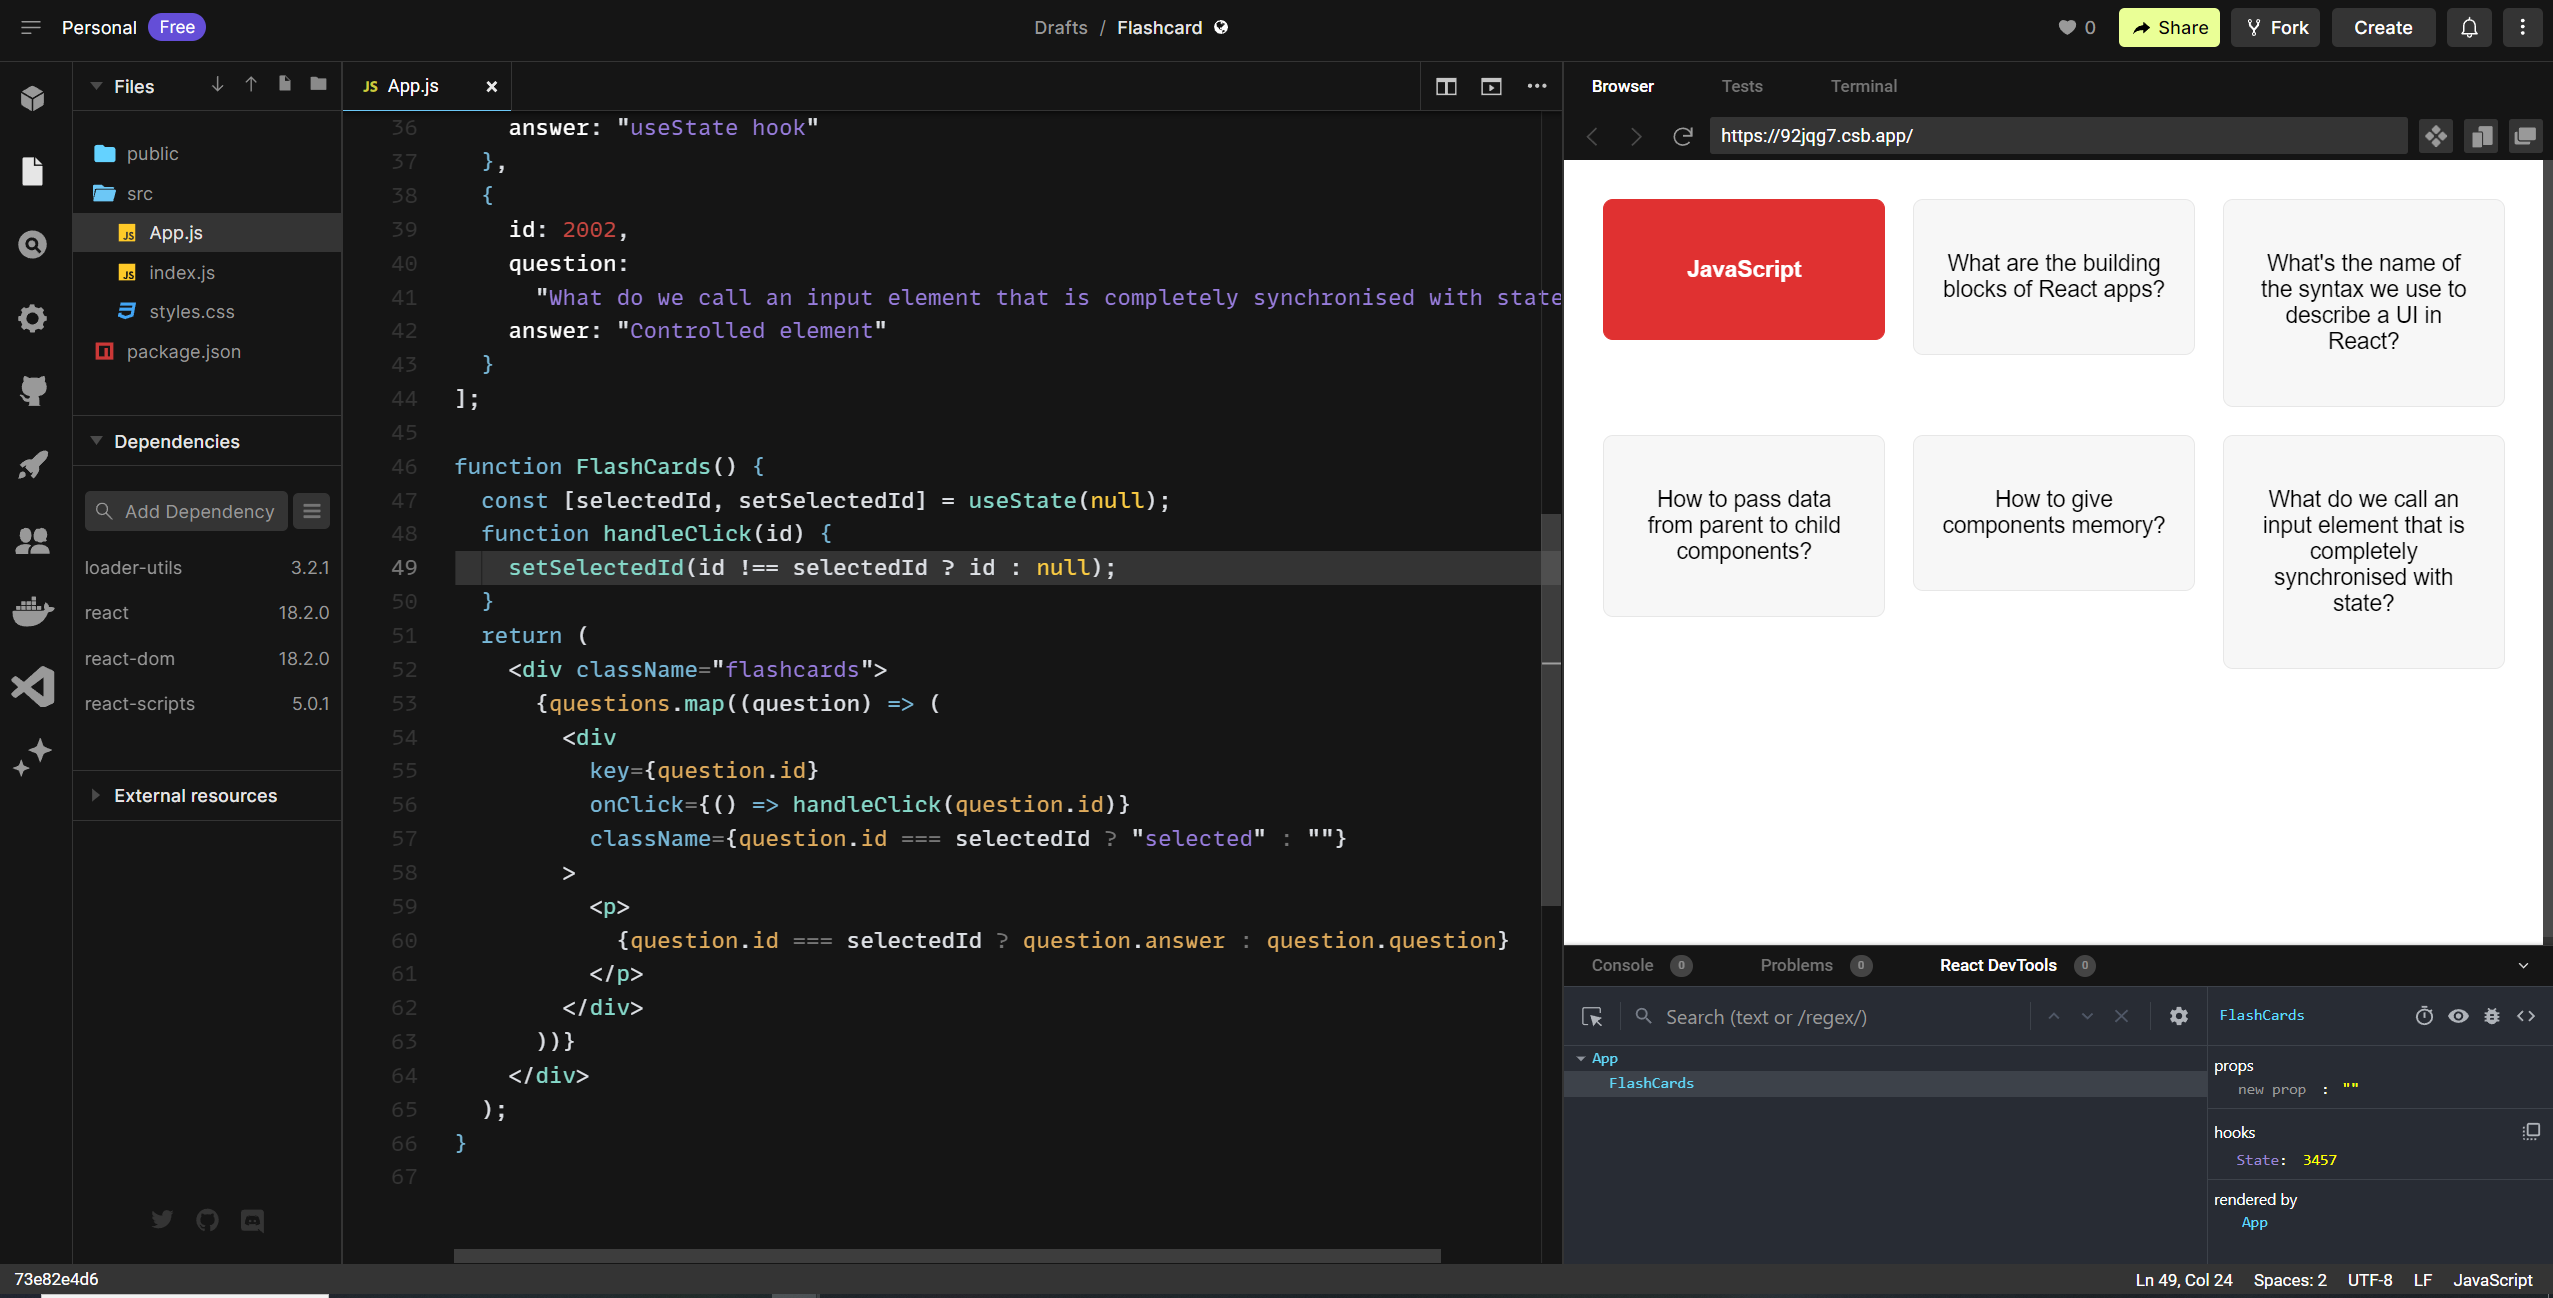 Personal Free
Drafts / Flashcard
0 Share Fork Create
Files
public
src
JS App.js
JS index.js
styles.css
package.json
Dependencies
Add Dependency
loader-utils 3.2.1
react 18.2.0
react-dom 18.2.0
react-scripts 5.0.1
External resources
JS App.js
36 answer: "useState hook"
37 },
38 {
39 id: 2002,
40 question:
41 "What do we call an input element that is completely synchronised with state
42 answer: "Controlled element"
43 }
44 ];
45
46 function FlashCards() {
47 const [selectedId, setSelectedId] = useState(null);
48 function handleClick(id) {
49 setSelectedId(id !== selectedId ? id : null);
50 }
51 return (
52 <div className="flashcards">
53 {questions.map((question) => (
54 <div
55 key={question.id}
56 onClick={() => handleClick(question.id)}
57 className={question.id === selectedId ? "selected" : ""}
58 >
59 <p>
60 {question.id === selectedId ? question.answer : question.question}
61 </p>
62 </div>
63 ))}
64 </div>
65 );
66 }
67
Browser Tests Terminal
https://92jqg7.csb.app/
JavaScript
What are the building
blocks of React apps?
What's the name of
the syntax we use to
describe a UI in
React?
How to pass data
from parent to child
components?
How to give
components memory?
What do we call an
input element that is
completely
synchronised with
state?
Console 0 Problems 0 React DevTools 0
Search (text or /regex/)
App
FlashCards
FlashCards
props
new prop : ""
hooks
State: 3457
rendered by
App
73e82e4d6
Ln 49, Col 24 Spaces: 2 UTF-8 LF JavaScript